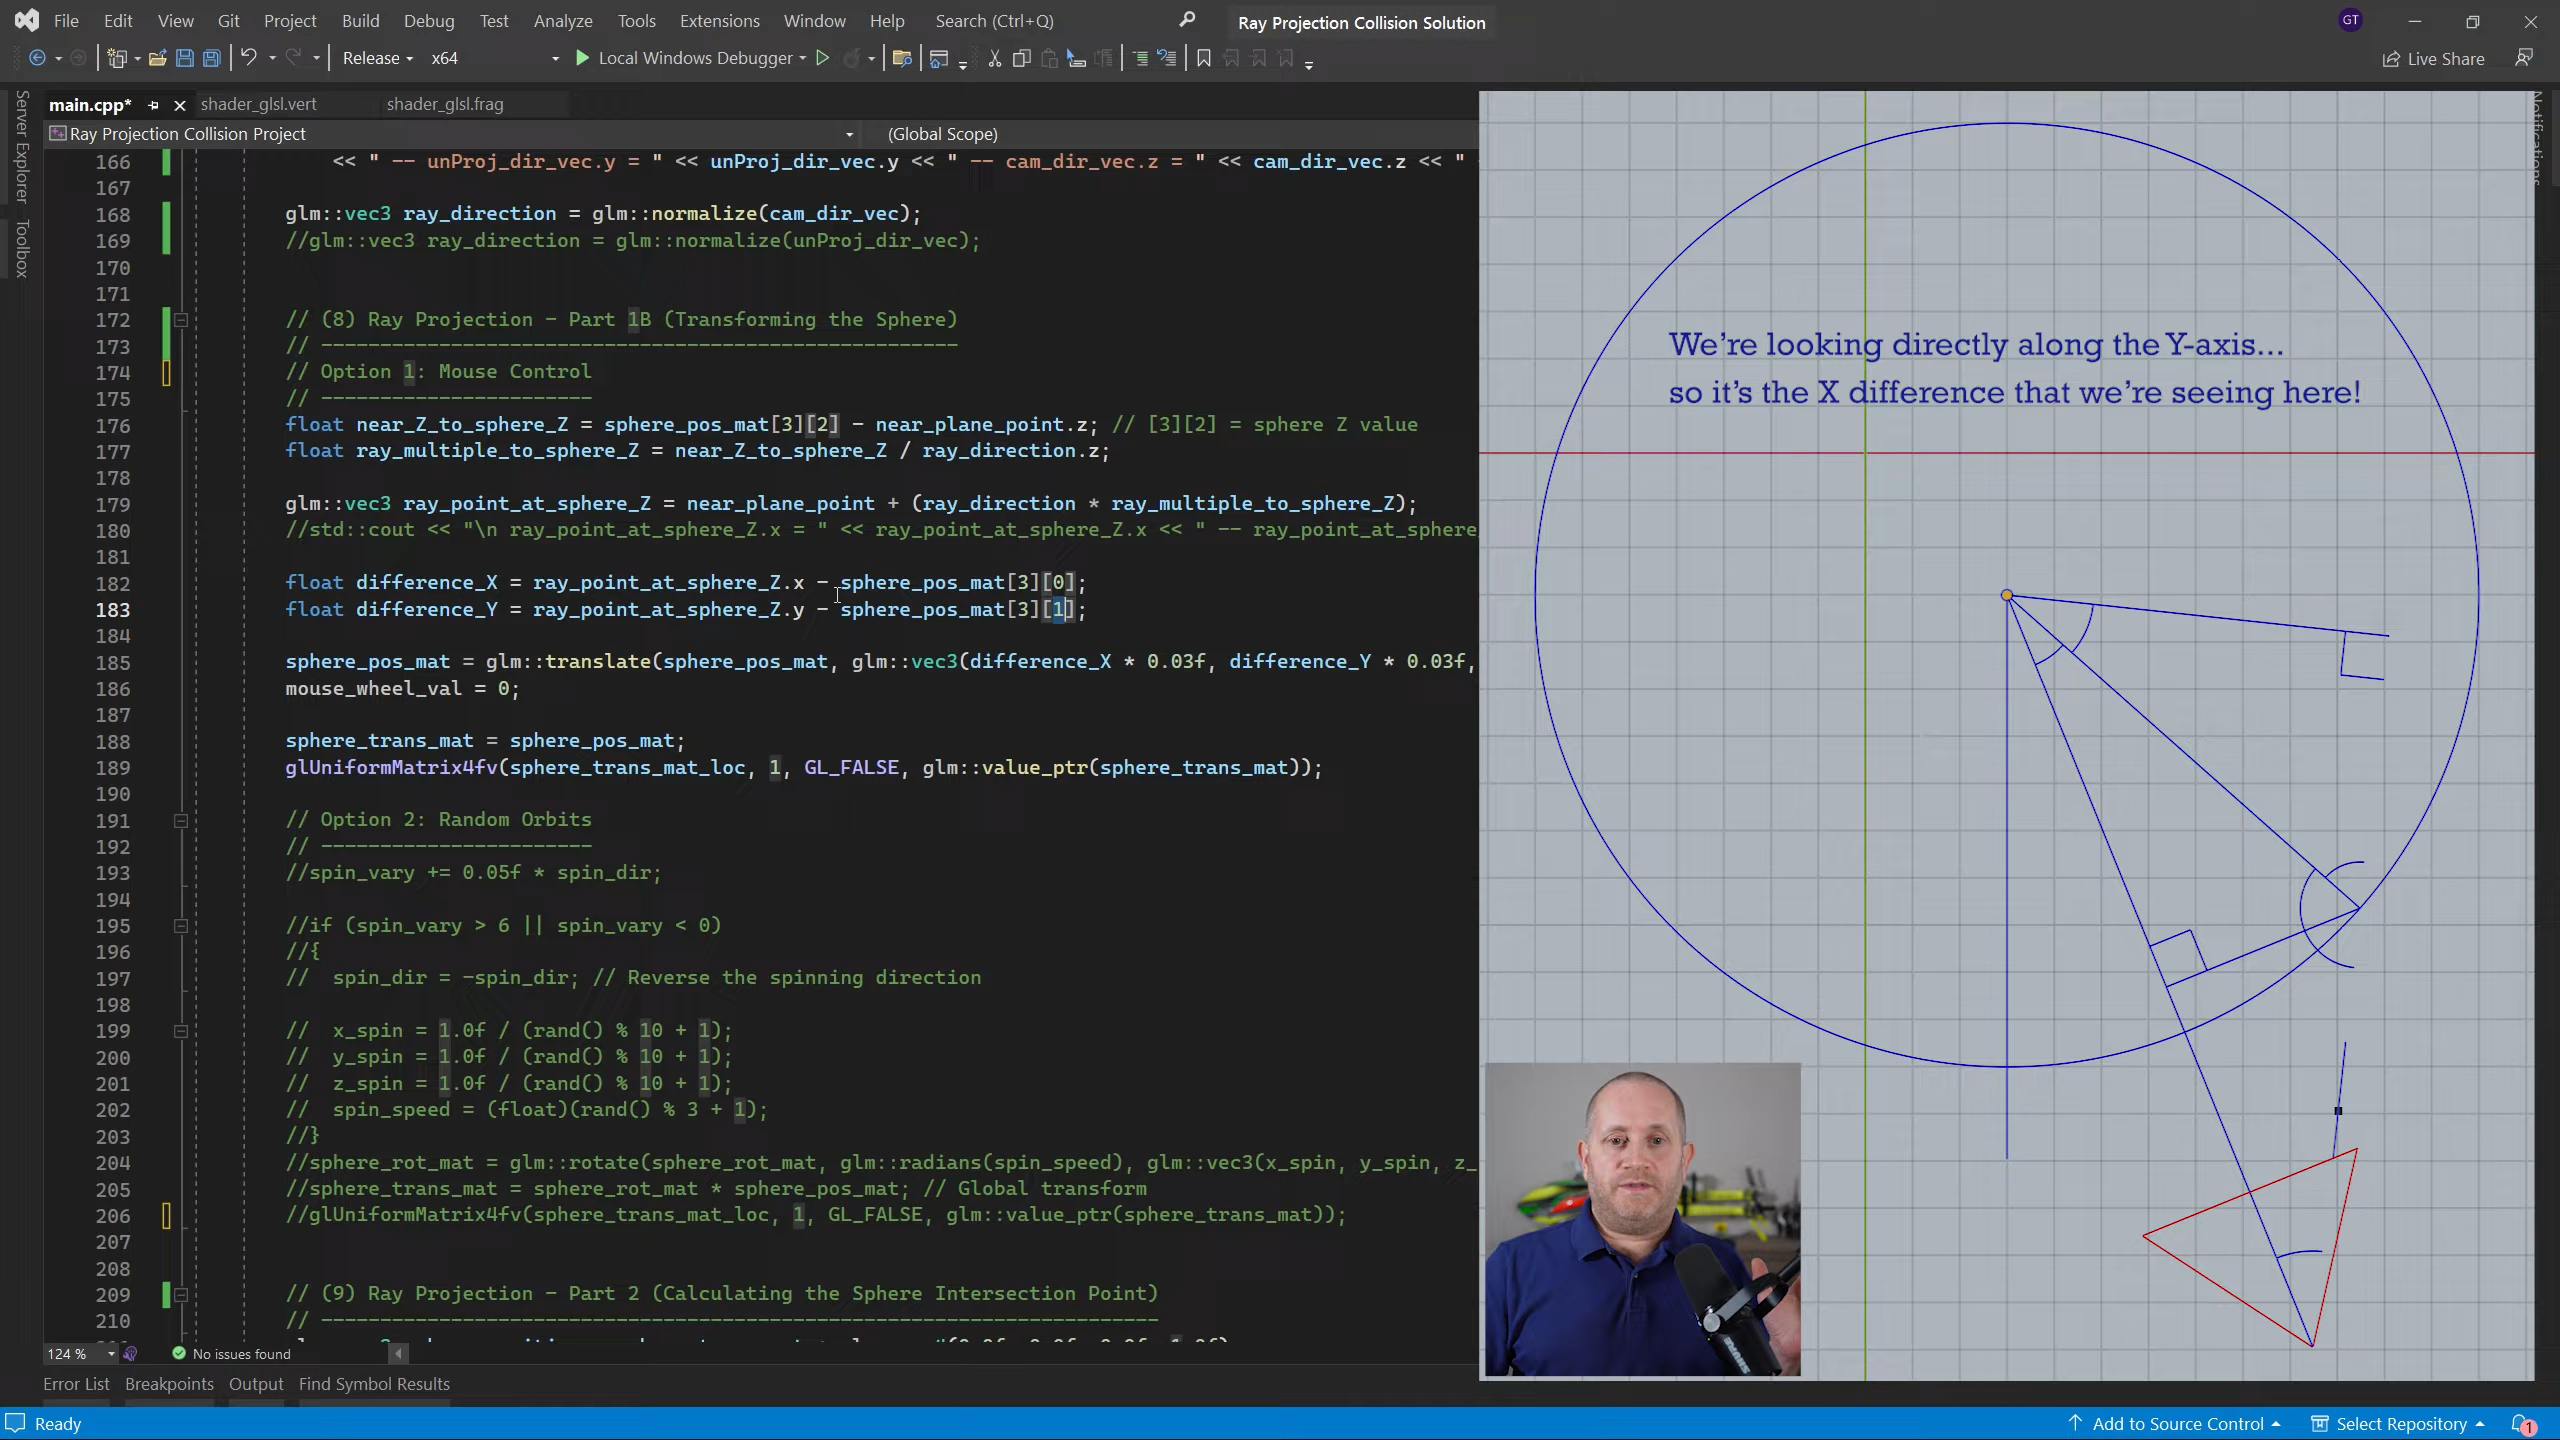 File Edit View Git Project Build Debug Test Analyze Tools Extensions Window Help Search (Ctrl+Q) Ray Projection Collision Solution GT
Release x64 Local Windows Debugger Live Share
Server Explorer
Toolbox
Notifications
main.cpp* shader_glsl.vert shader_glsl.frag
Ray Projection Collision Project (Global Scope)
166 << " -- unProj_dir_vec.y = " << unProj_dir_vec.y << " -- cam_dir_vec.z = " << cam_dir_vec.z << "
167
168 glm::vec3 ray_direction = glm::normalize(cam_dir_vec);
169 //glm::vec3 ray_direction = glm::normalize(unProj_dir_vec);
170
171
172 // (8) Ray Projection - Part 1B (Transforming the Sphere)
173 // ------------------------------------------------------
174 // Option 1: Mouse Control
175 // -----------------------
176 float near_Z_to_sphere_Z = sphere_pos_mat[3][2] - near_plane_point.z; // [3][2] = sphere Z value
177 float ray_multiple_to_sphere_Z = near_Z_to_sphere_Z / ray_direction.z;
178
179 glm::vec3 ray_point_at_sphere_Z = near_plane_point + (ray_direction * ray_multiple_to_sphere_Z);
180 //std::cout << "\n ray_point_at_sphere_Z.x = " << ray_point_at_sphere_Z.x << " -- ray_point_at_sphere_
181
182 float difference_X = ray_point_at_sphere_Z.x - sphere_pos_mat[3][0];
183 float difference_Y = ray_point_at_sphere_Z.y - sphere_pos_mat[3][1];
184
185 sphere_pos_mat = glm::translate(sphere_pos_mat, glm::vec3(difference_X * 0.03f, difference_Y * 0.03f,
186 mouse_wheel_val = 0;
187
188 sphere_trans_mat = sphere_pos_mat;
189 glUniformMatrix4fv(sphere_trans_mat_loc, 1, GL_FALSE, glm::value_ptr(sphere_trans_mat));
190
191 // Option 2: Random Orbits
192 // -----------------------
193 //spin_vary += 0.05f * spin_dir;
194
195 //if (spin_vary > 6 || spin_vary < 0)
196 //{
197 // spin_dir = -spin_dir; // Reverse the spinning direction
198
199 // x_spin = 1.0f / (rand() % 10 + 1);
200 // y_spin = 1.0f / (rand() % 10 + 1);
201 // z_spin = 1.0f / (rand() % 10 + 1);
202 // spin_speed = (float)(rand() % 3 + 1);
203 //}
204 //sphere_rot_mat = glm::rotate(sphere_rot_mat, glm::radians(spin_speed), glm::vec3(x_spin, y_spin, z_
205 //sphere_trans_mat = sphere_rot_mat * sphere_pos_mat; // Global transform
206 //glUniformMatrix4fv(sphere_trans_mat_loc, 1, GL_FALSE, glm::value_ptr(sphere_trans_mat));
207
208
209 // (9) Ray Projection - Part 2 (Calculating the Sphere Intersection Point)
210 // -----------------------------------------------------------------------
We're looking directly along the Y-axis...
so it's the X difference that we're seeing here!
124 % No issues found
Error List Breakpoints Output Find Symbol Results
Ready Add to Source Control Select Repository 1